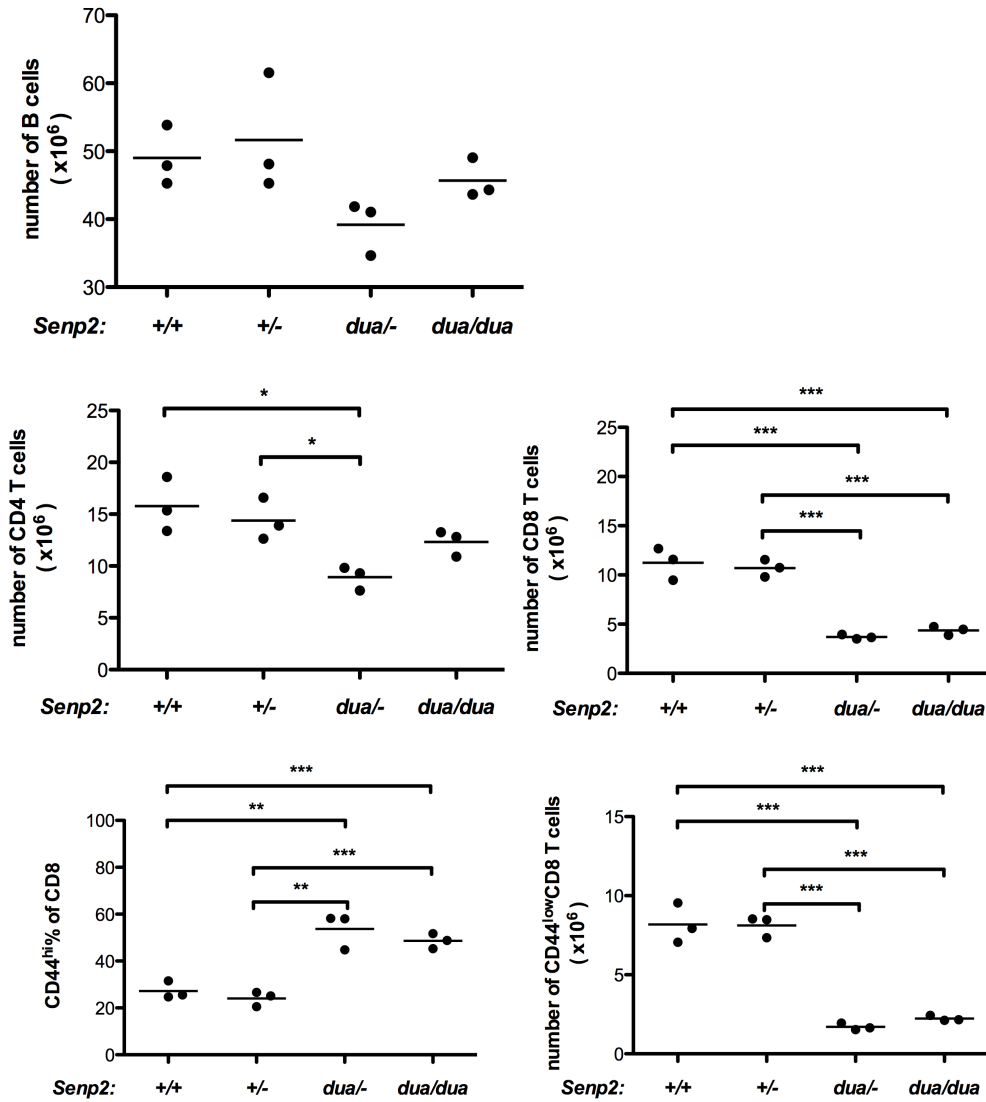 70
60
50
40
30
number of B cells
( x10⁶ )
Senp2: +/+ +/- dua/- dua/dua
25
20
15
10
5
0
number of CD4 T cells
( x10⁶ )
* 
*
Senp2: +/+ +/- dua/- dua/dua
25
20
15
10
5
0
number of CD8 T cells
( x10⁶ )
***
***
***
***
Senp2: +/+ +/- dua/- dua/dua
100
80
60
40
20
0
CD44ʰⁱ% of CD8
***
**
***
**
Senp2: +/+ +/- dua/- dua/dua
15
10
5
0
number of CD44ˡᵒʷCD8 T cells
( x10⁶ )
***
***
***
***
Senp2: +/+ +/- dua/- dua/dua